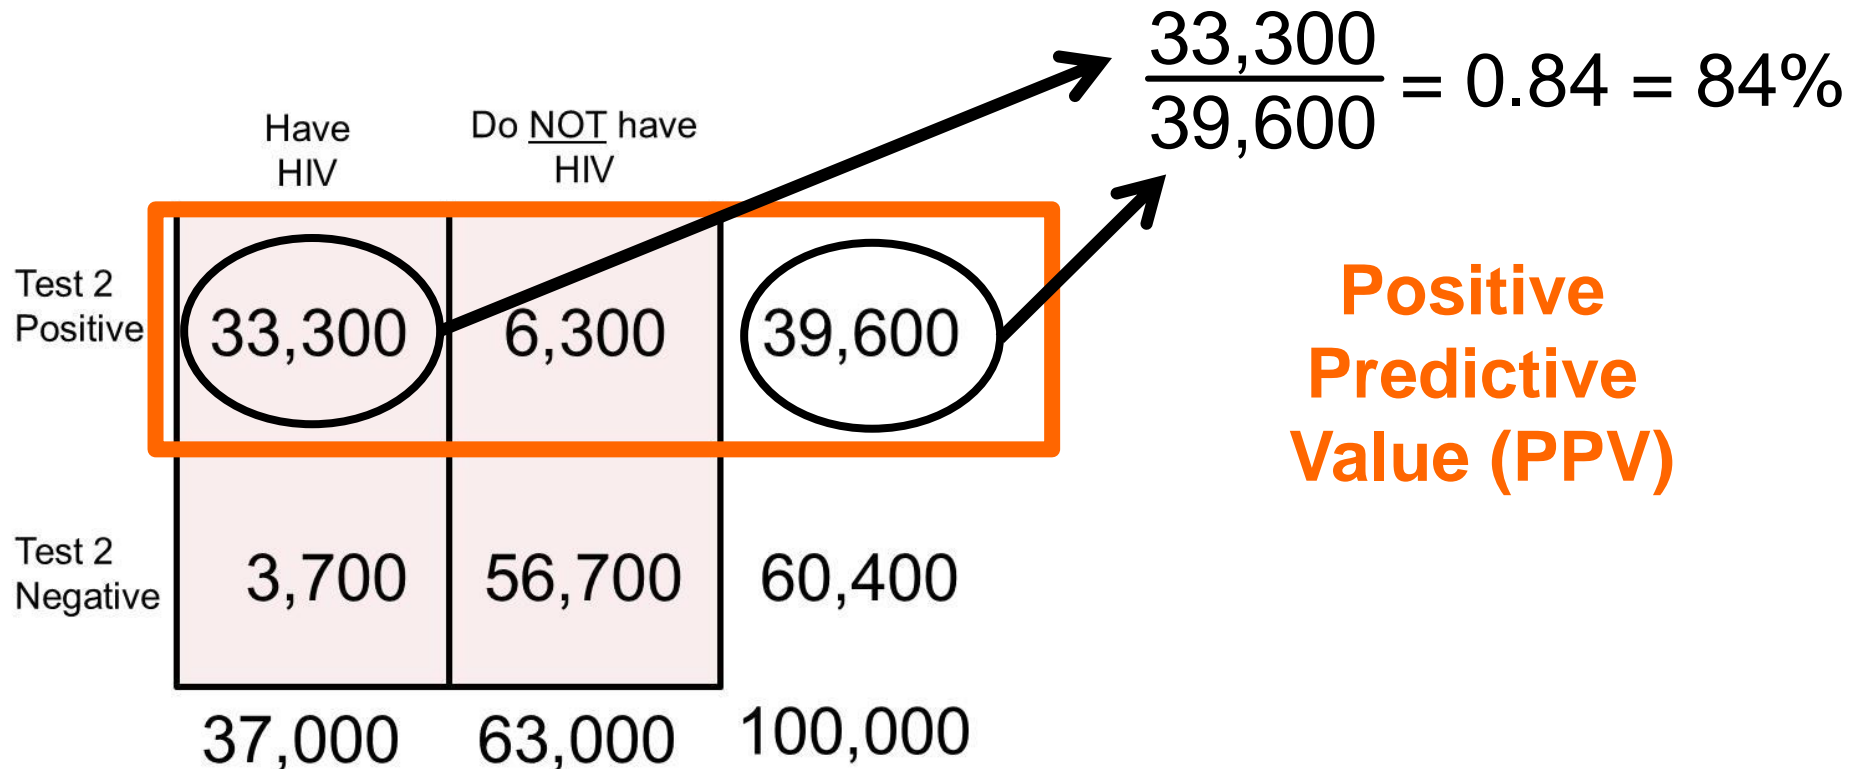 33,300
39,600
= 0.84 = 84%
Have
HIV
Do NOT have
HIV
Test 2
Positive
33,300
6,300
39,600
Positive
Predictive
Value (PPV)
Test 2
Negative
3,700
56,700
60,400
37,000
63,000
100,000